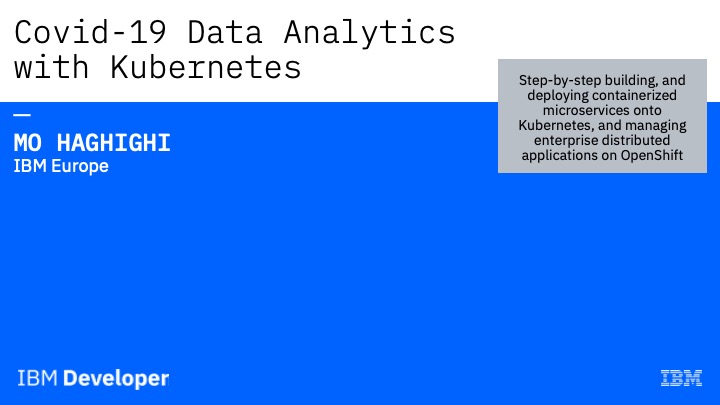 Covid-19 Data Analytics
with Kubernetes
Step-by-step building, and
deploying containerized
microservices onto
Kubernetes, and managing
enterprise distributed
applications on OpenShift
MO HAGHIGHI
IBM Europe
IBM Developer
IBM